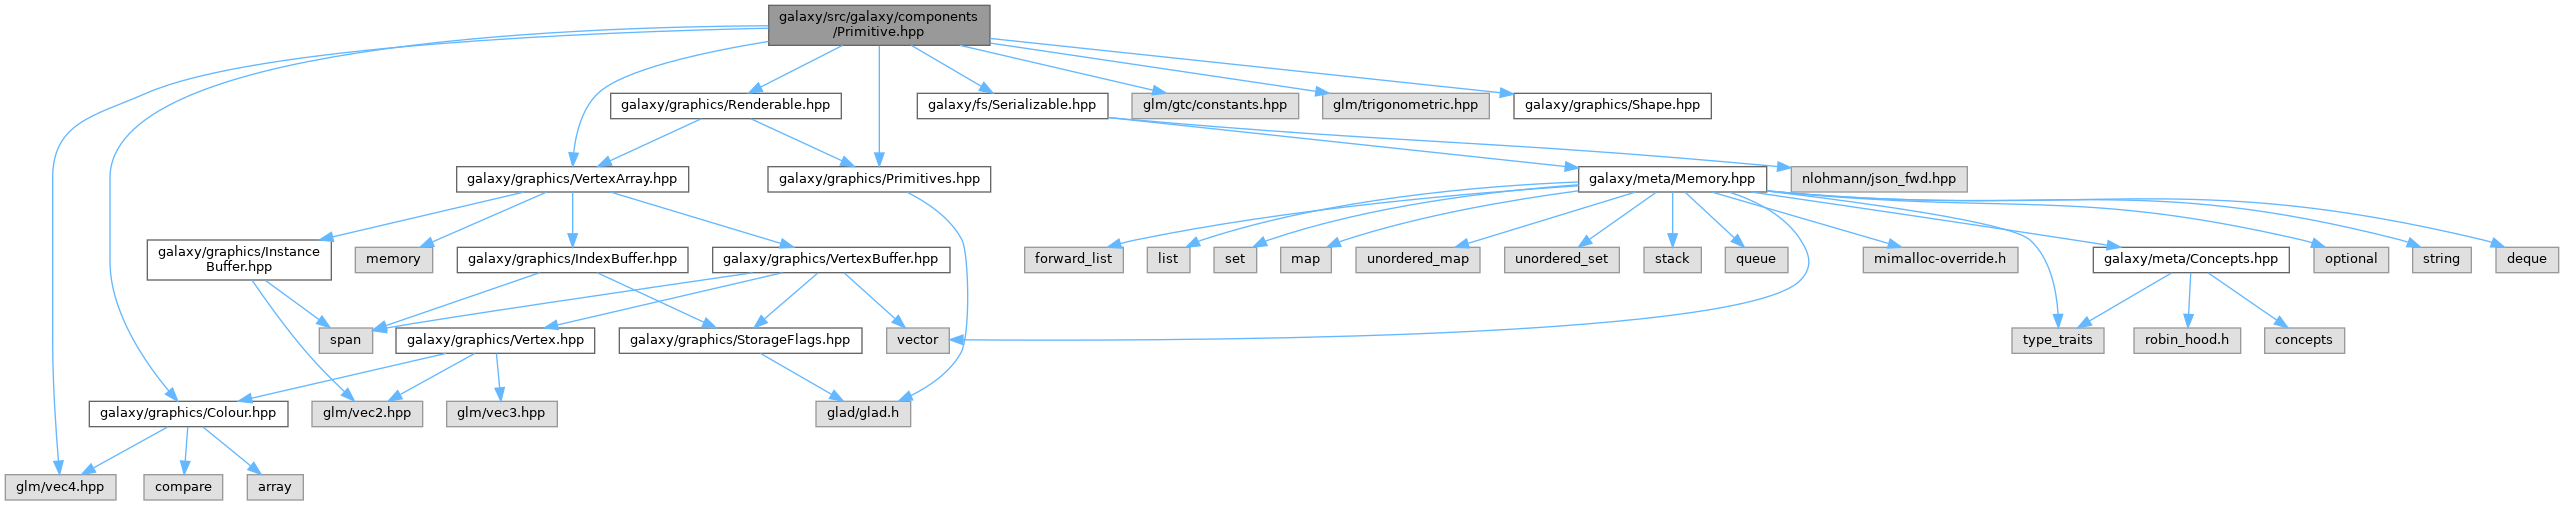 galaxy/src/galaxy/components
/Primitive.hpp
galaxy/graphics/Renderable.hpp
galaxy/fs/Serializable.hpp
glm/gtc/constants.hpp
glm/trigonometric.hpp
galaxy/graphics/Shape.hpp
galaxy/graphics/VertexArray.hpp
galaxy/graphics/Primitives.hpp
galaxy/meta/Memory.hpp
nlohmann/json_fwd.hpp
galaxy/graphics/Instance
Buffer.hpp
memory
galaxy/graphics/IndexBuffer.hpp
galaxy/graphics/VertexBuffer.hpp
forward_list
list
set
map
unordered_map
unordered_set
stack
queue
mimalloc-override.h
galaxy/meta/Concepts.hpp
optional
string
deque
span
galaxy/graphics/Vertex.hpp
galaxy/graphics/StorageFlags.hpp
vector
type_traits
robin_hood.h
concepts
galaxy/graphics/Colour.hpp
glm/vec2.hpp
glm/vec3.hpp
glad/glad.h
glm/vec4.hpp
compare
array